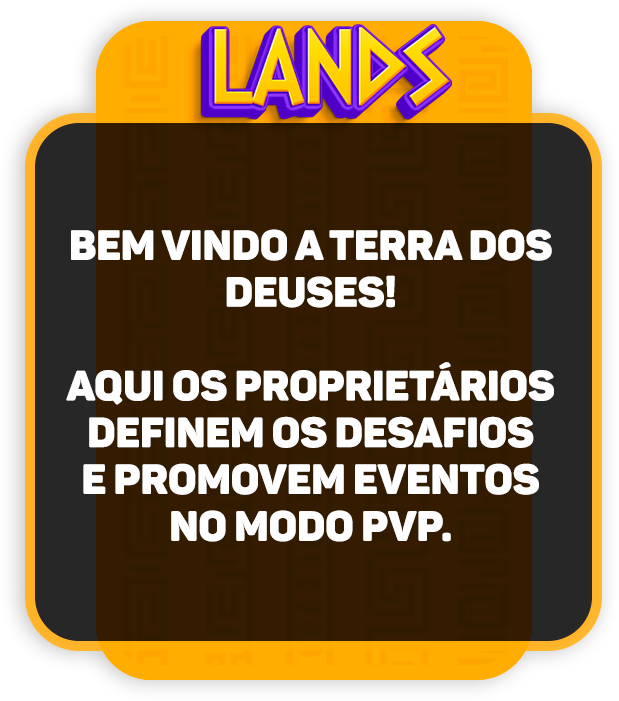 LANDS
BEM VINDO A TERRA DOS
DEUSES!
AQUI OS PROPRIETÁRIOS
DEFINEM OS DESAFIOS
E PROMOVEM EVENTOS
NO MODO PVP.